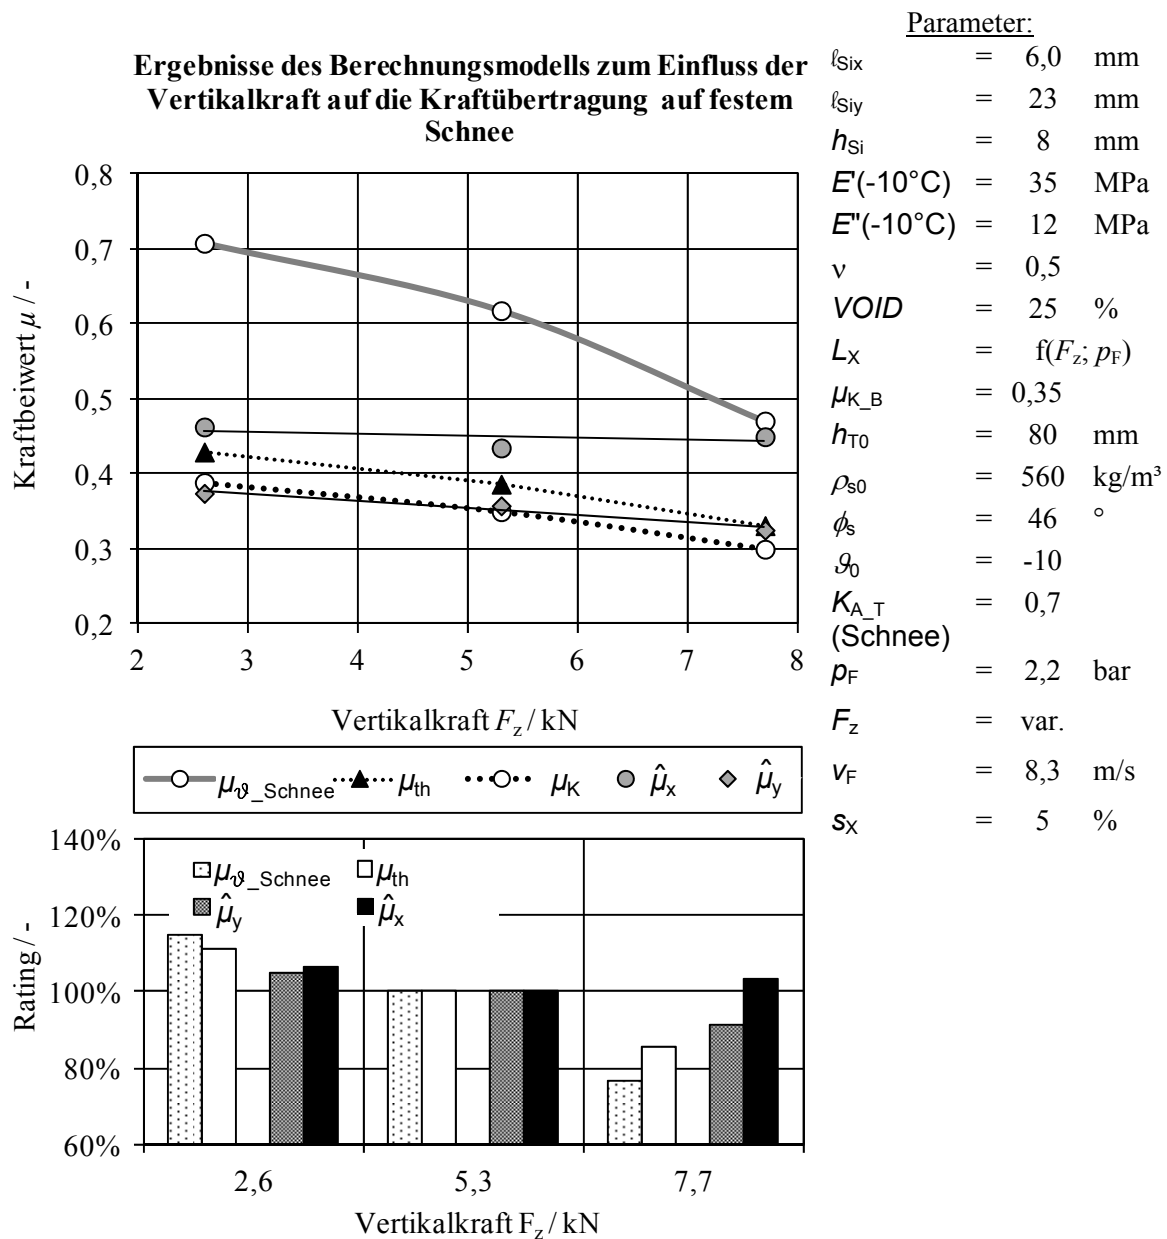 Ergebnisse des Berechnungsmodells zum Einfluss der
Vertikalkraft auf die Kraftübertragung auf festem
Schnee
Kraftbeiwert µ / -
0,8
0,7
0,6
0,5
0,4
0,3
0,2
2 3 4 5 6 7 8
Vertikalkraft Fz / kN
µϑ_Schnee µth µK µ̂x µ̂y
Rating / -
140%
120%
100%
80%
60%
µϑ_Schnee µth
µ̂y µ̂x
2,6 5,3 7,7
Vertikalkraft Fz / kN
Parameter:
ℓSix = 6,0 mm
ℓSiy = 23 mm
hSi = 8 mm
E'(-10°C) = 35 MPa
E"(-10°C) = 12 MPa
ν = 0,5
VOID = 25 %
LX = f(Fz; pF)
µK_B = 0,35
hT0 = 80 mm
ρs0 = 560 kg/m³
ϕs = 46 °
ϑ0 = -10
KA_T = 0,7
(Schnee)
pF = 2,2 bar
Fz = var.
vF = 8,3 m/s
sX = 5 %